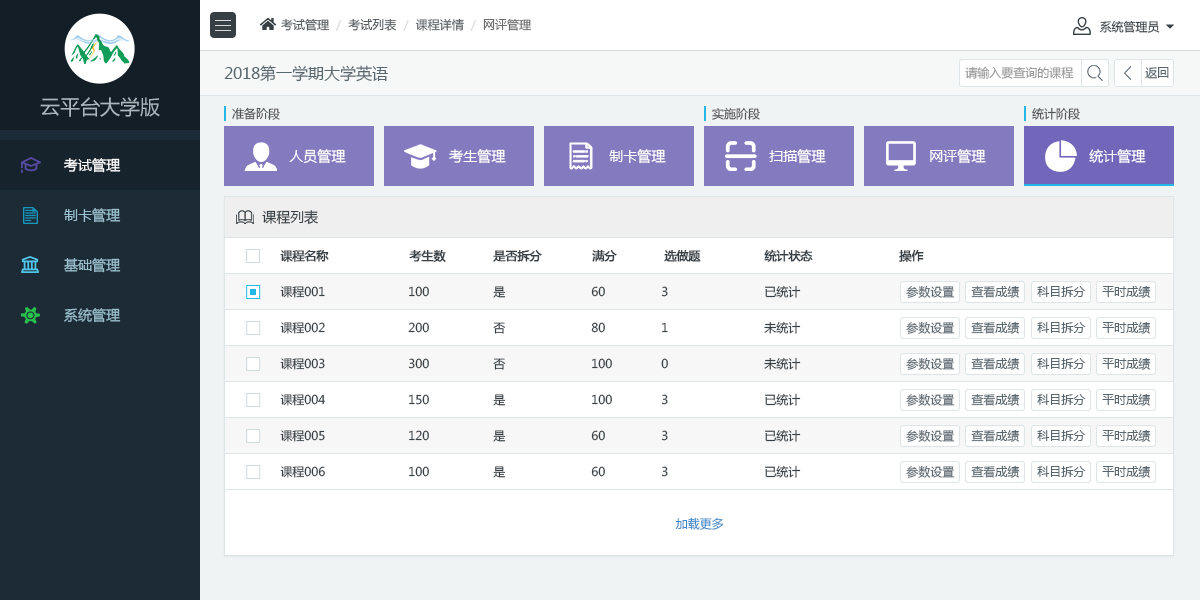 云平台大学版
考试管理
制卡管理
基础管理
系统管理
考试管理 / 考试列表 / 课程详情 / 网评管理
系统管理员
2018第一学期大学英语
请输入要查询的课程
返回
准备阶段
实施阶段
统计阶段
人员管理
考生管理
制卡管理
扫描管理
网评管理
统计管理
课程列表
课程名称 考生数 是否拆分 满分 选做题 统计状态 操作
课程001 100 是 60 3 已统计 参数设置 查看成绩 科目拆分 平时成绩
课程002 200 否 80 1 未统计 参数设置 查看成绩 科目拆分 平时成绩
课程003 300 否 100 0 未统计 参数设置 查看成绩 科目拆分 平时成绩
课程004 150 是 100 3 已统计 参数设置 查看成绩 科目拆分 平时成绩
课程005 120 是 60 3 已统计 参数设置 查看成绩 科目拆分 平时成绩
课程006 100 是 60 3 已统计 参数设置 查看成绩 科目拆分 平时成绩
加载更多